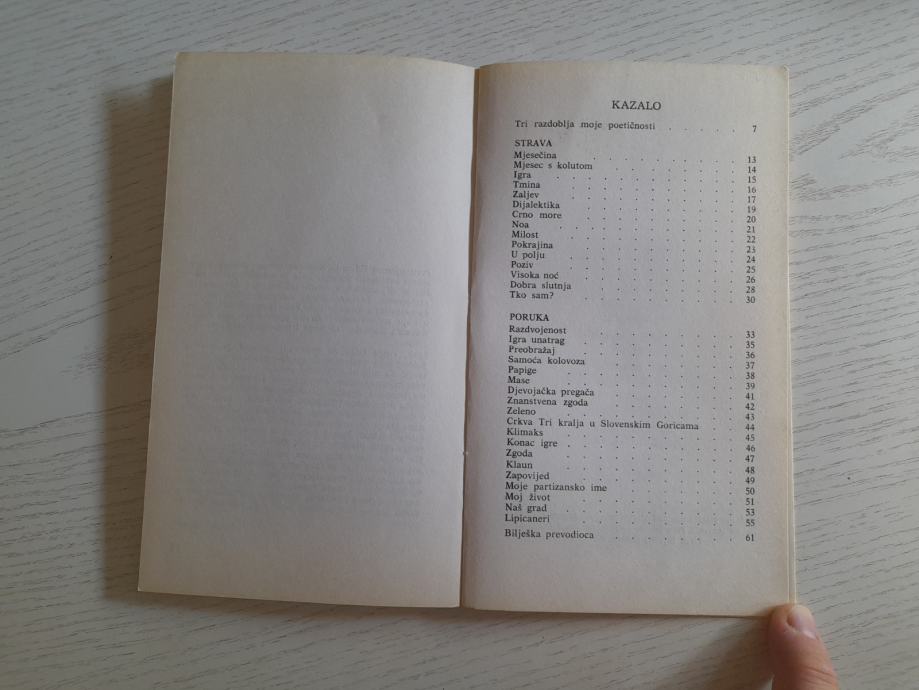 KAZALO
Tri razdoblja moje poetičnosti . . . . . 7
STRAVA
Mjesečina . . . . . . . . . . 13
Mjesec s kolutom . . . . . . . . 14
Igra . . . . . . . . . . . 15
Tmina . . . . . . . . . . 16
Zaljev . . . . . . . . . . 17
Dijalektika . . . . . . . . . 19
Crno more . . . . . . . . . 20
Noa . . . . . . . . . . . 21
Milost . . . . . . . . . . 22
Pokrajina . . . . . . . . . 23
U polju . . . . . . . . . . 24
Poziv . . . . . . . . . . 25
Visoka noć . . . . . . . . . 26
Dobra slutnja . . . . . . . . 28
Tko sam? . . . . . . . . . 30
PORUKA
Razdvojenost . . . . . . . . 33
Igra unatrag . . . . . . . . 35
Preobražaj . . . . . . . . . 36
Samoća kolovoza . . . . . . . 37
Papige . . . . . . . . . . 38
Mase . . . . . . . . . . 39
Djevojačka pregača . . . . . . . 41
Znanstvena zgoda . . . . . . . 42
Zeleno . . . . . . . . . . 43
Crkva Tri kralja u Slovenskim Goricama . . 44
Klimaks . . . . . . . . . . 45
Konac igre . . . . . . . . . 46
Zgoda . . . . . . . . . . 47
Klaun . . . . . . . . . . 48
Zapovijed . . . . . . . . . 49
Moje partizansko ime . . . . . . 50
Moj život . . . . . . . . . 51
Naš grad . . . . . . . . . 53
Lipicaneri . . . . . . . . . 55
Bilješka prevodioca . . . . . . . 61